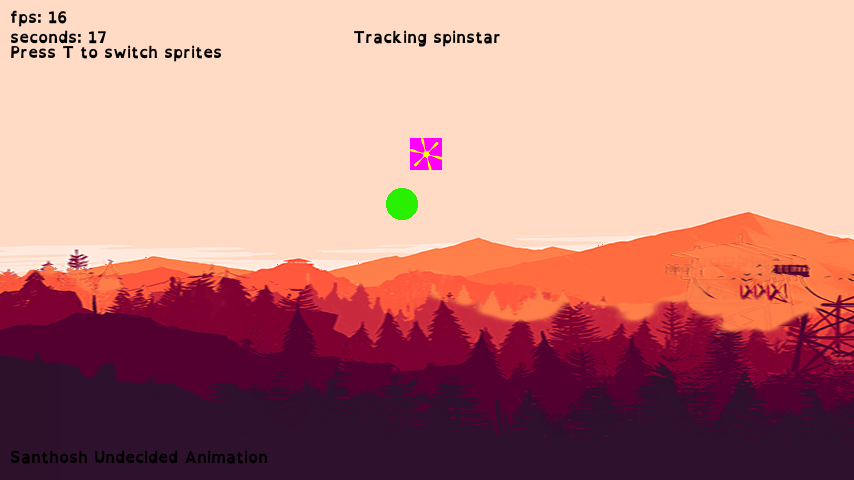 fps: 16
seconds: 17
Press T to switch sprites
Tracking spinstar
Santhosh Undecided Animation